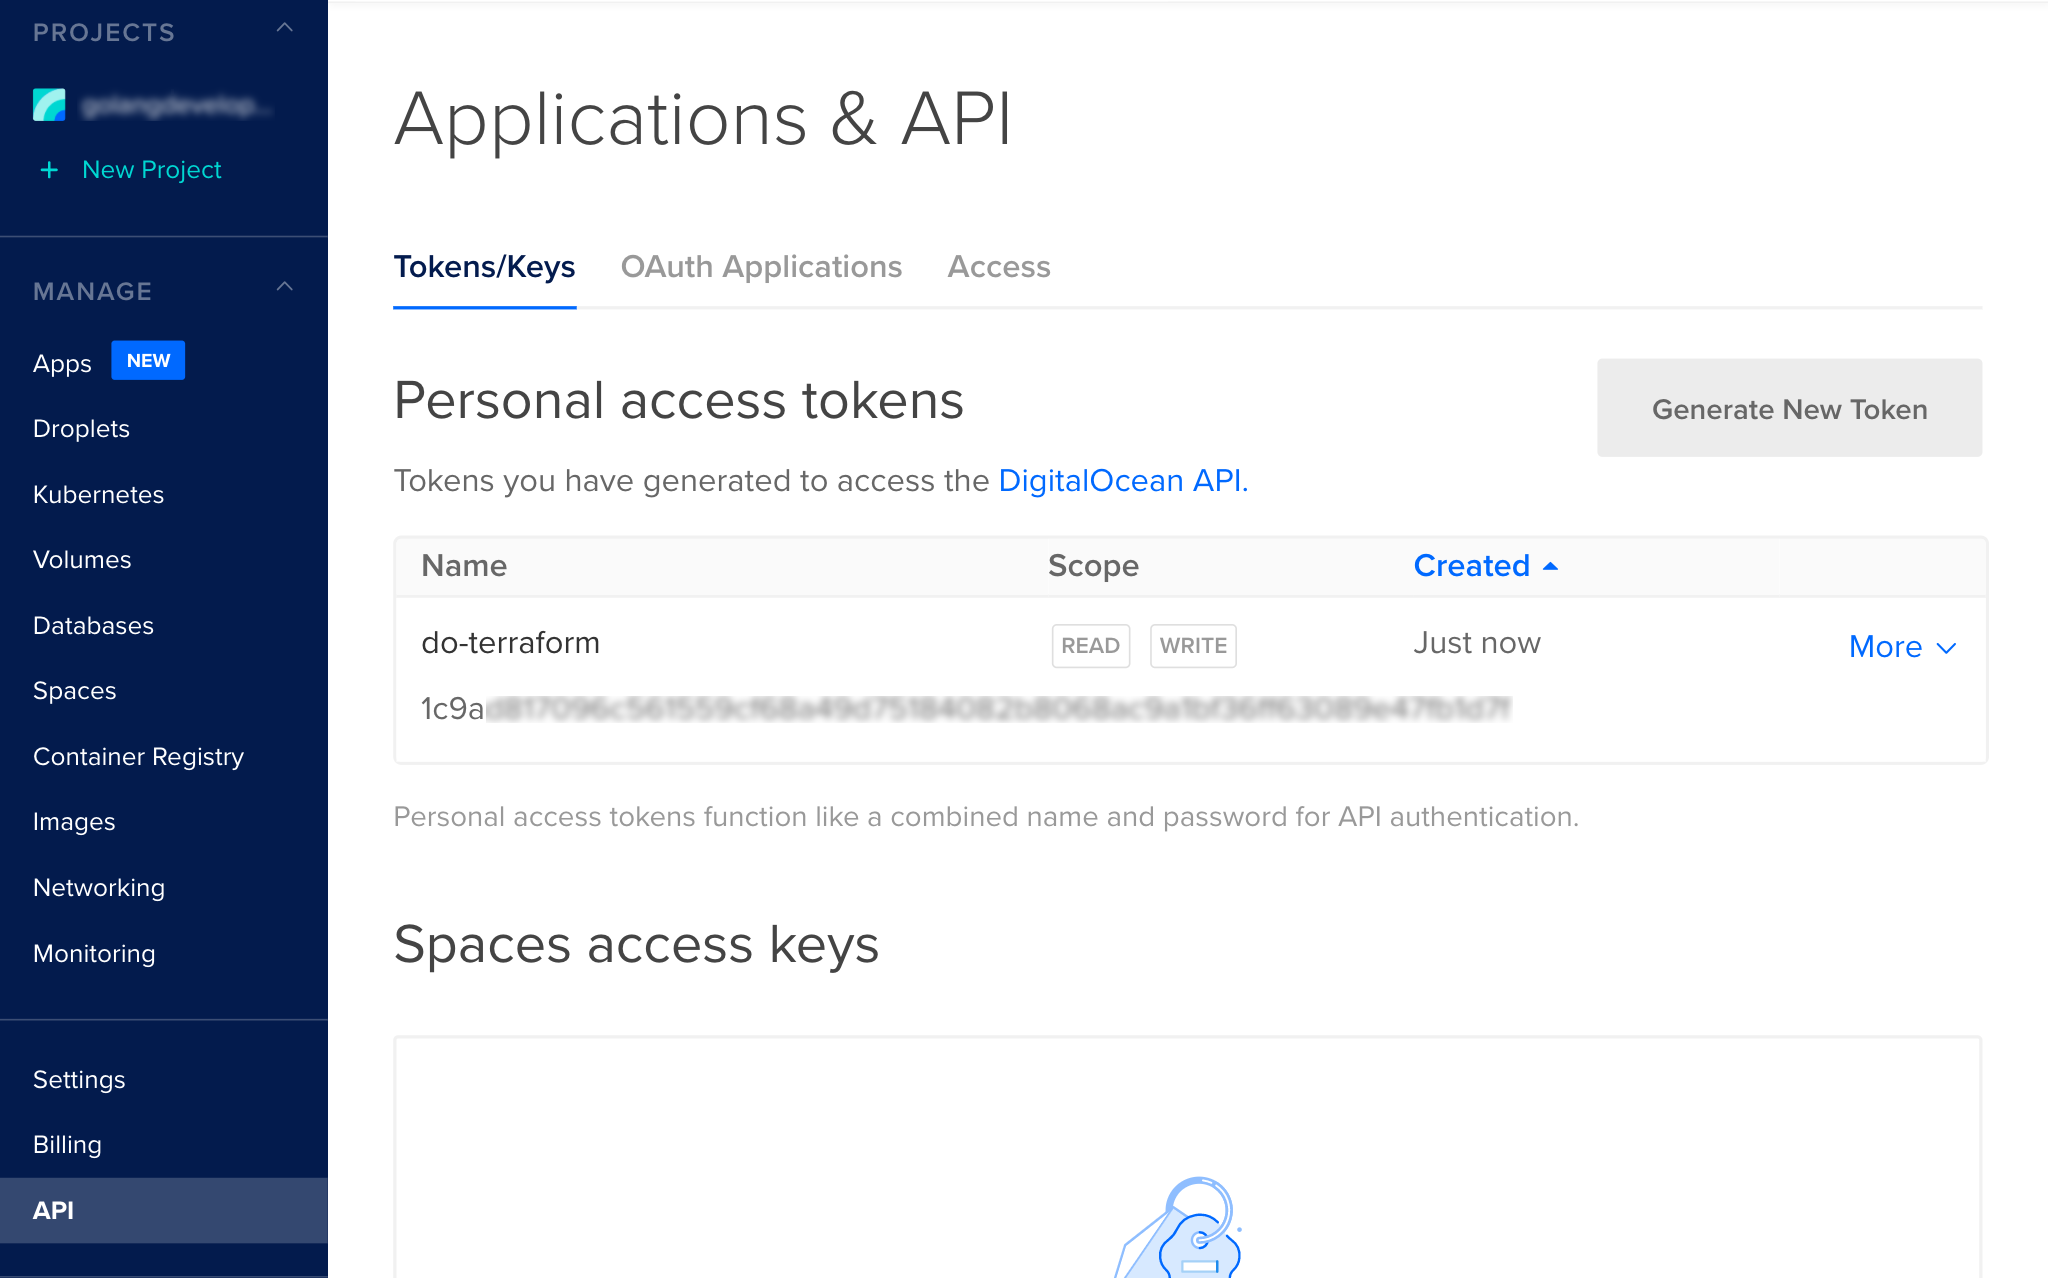 PROJECTS
+ New Project
MANAGE
Apps NEW
Droplets
Kubernetes
Volumes
Databases
Spaces
Container Registry
Images
Networking
Monitoring
Settings
Billing
API
Applications & API
Tokens/Keys OAuth Applications Access
Personal access tokens
Generate New Token
Tokens you have generated to access the DigitalOcean API.
Name Scope Created
do-terraform READ WRITE Just now More
1c9a
Personal access tokens function like a combined name and password for API authentication.
Spaces access keys